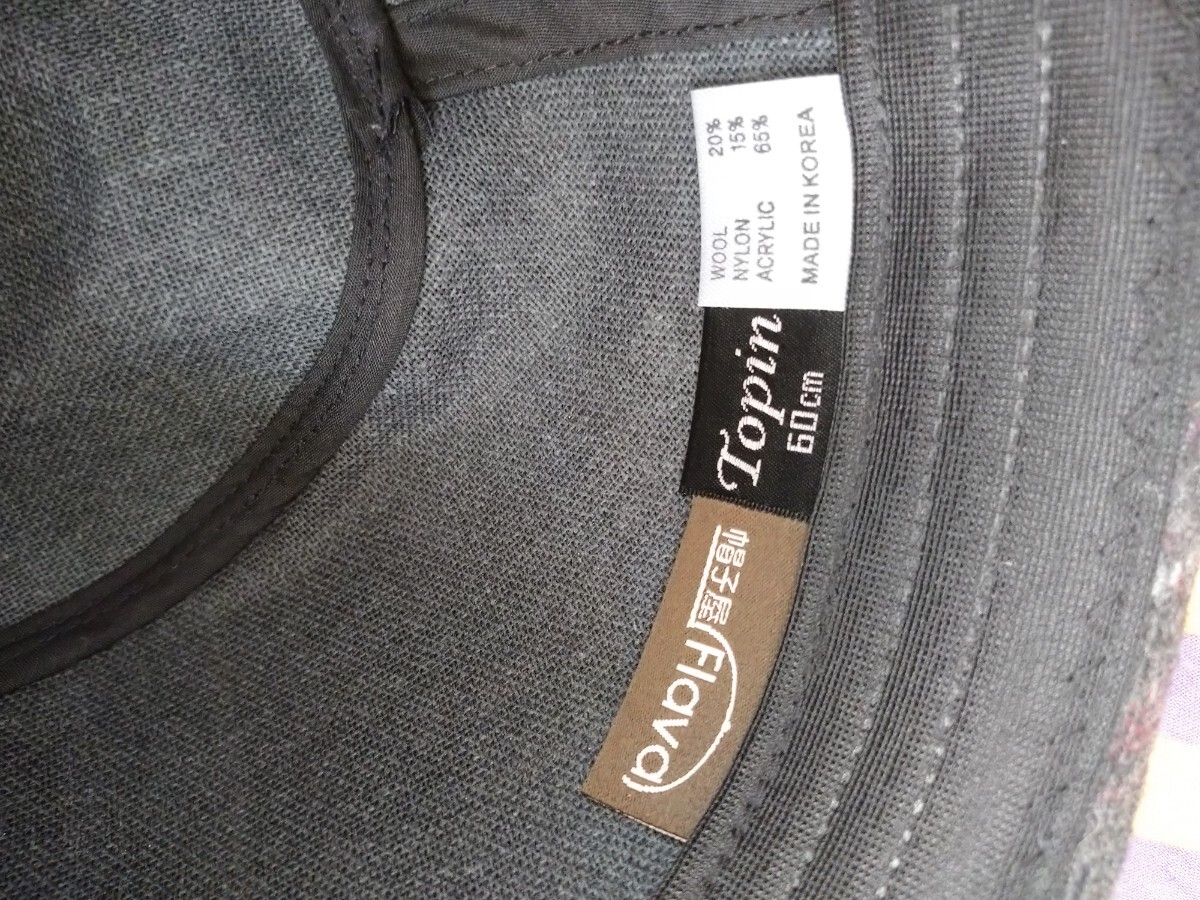 WOOL 20%
NYLON 15%
ACRYLIC 65%
MADE IN KOREA
Topin
60cm
帽子屋
Flava